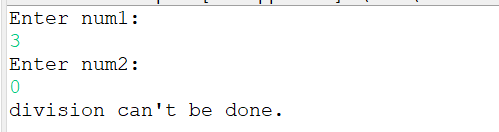 Enter num1:
3
Enter num2:
0
division can't be done.